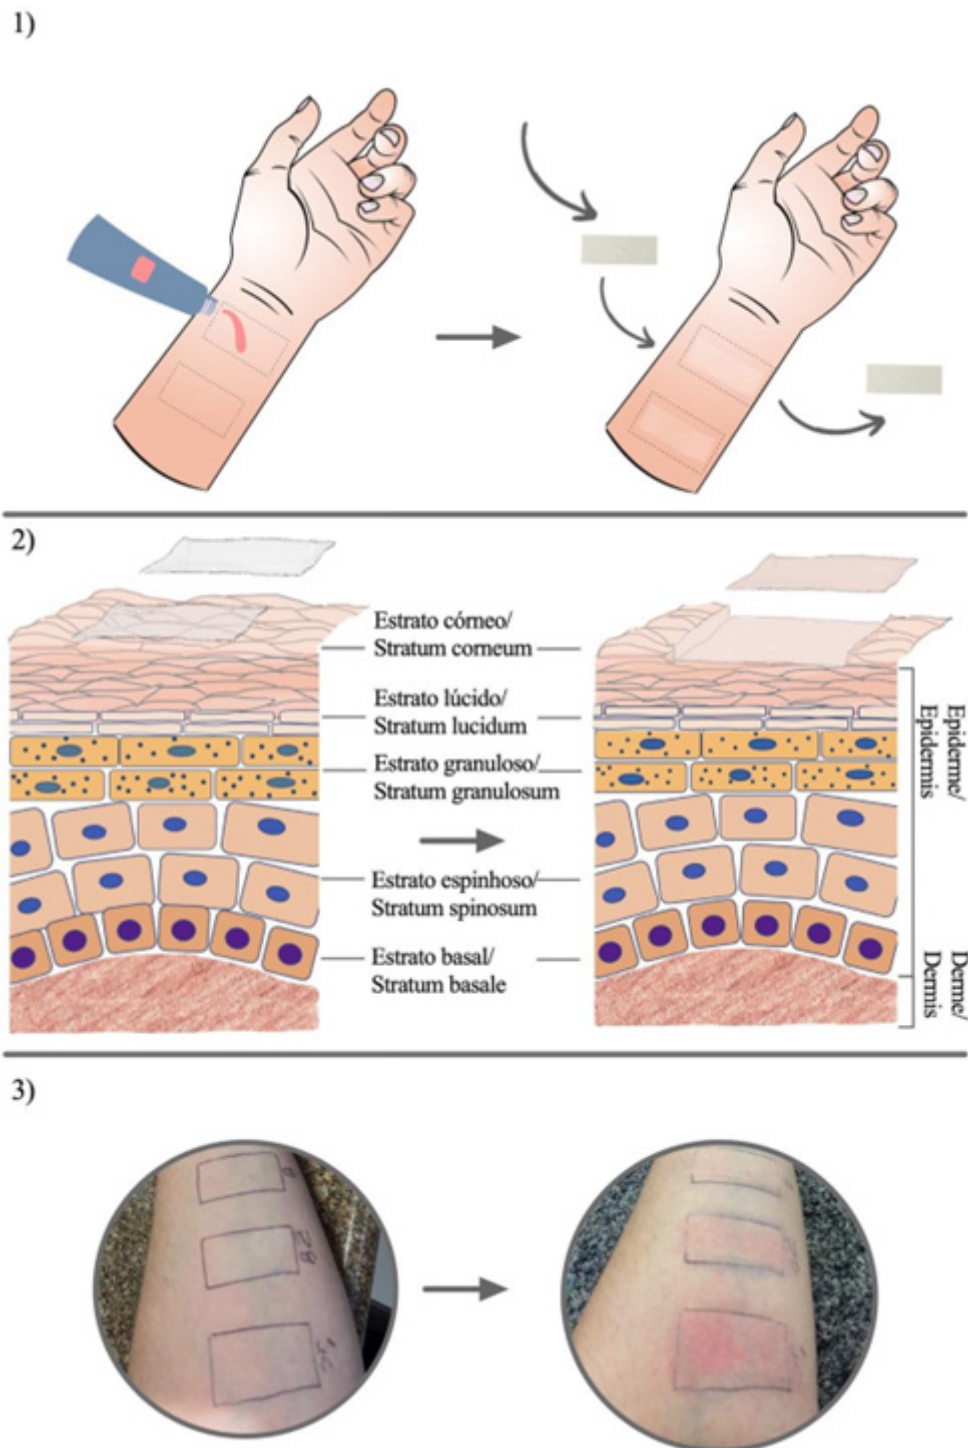 1)
2)
Estrato córneo/
Stratum corneum
Estrato lúcido/
Stratum lucidum
Estrato granuloso/
Stratum granulosum
Estrato espinhoso/
Stratum spinosum
Estrato basal/
Stratum basale
Epiderme/
Epidermis
Derme/
Dermis
3)